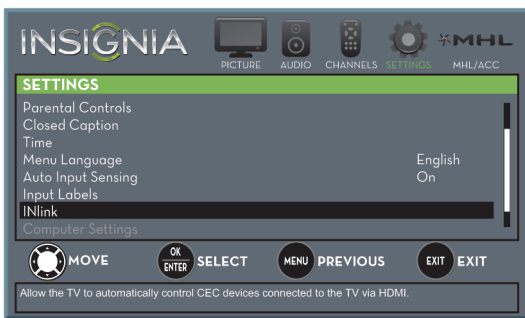 INSIGNIA
PICTURE AUDIO CHANNELS SETTINGS MHL MHL/ACC
SETTINGS
Parental Controls
Closed Caption
Time
Menu Language English
Auto Input Sensing On
Input Labels
INlink
Computer Settings
MOVE OK ENTER SELECT MENU PREVIOUS EXIT EXIT
Allow the TV to automatically control CEC devices connected to the TV via HDMI.